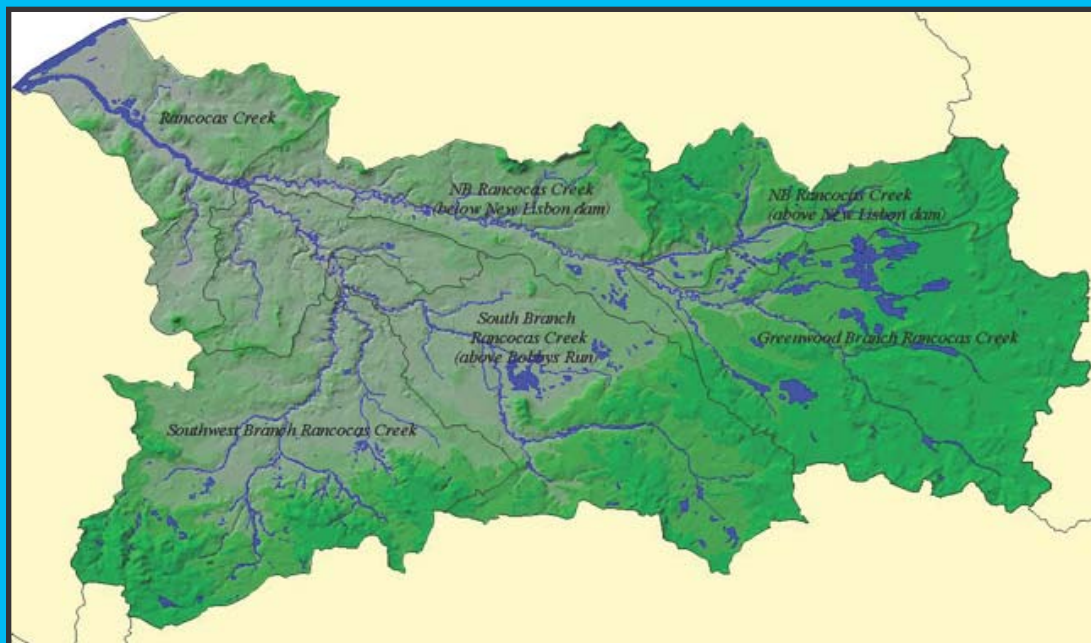 Rancocas Creek
NB Rancocas Creek
(below New Lisbon dam)
NB Rancocas Creek
(above New Lisbon dam)
South Branch
Rancocas Creek
(above Bobbys Run)
Greenwood Branch Rancocas Creek
Southwest Branch Rancocas Creek